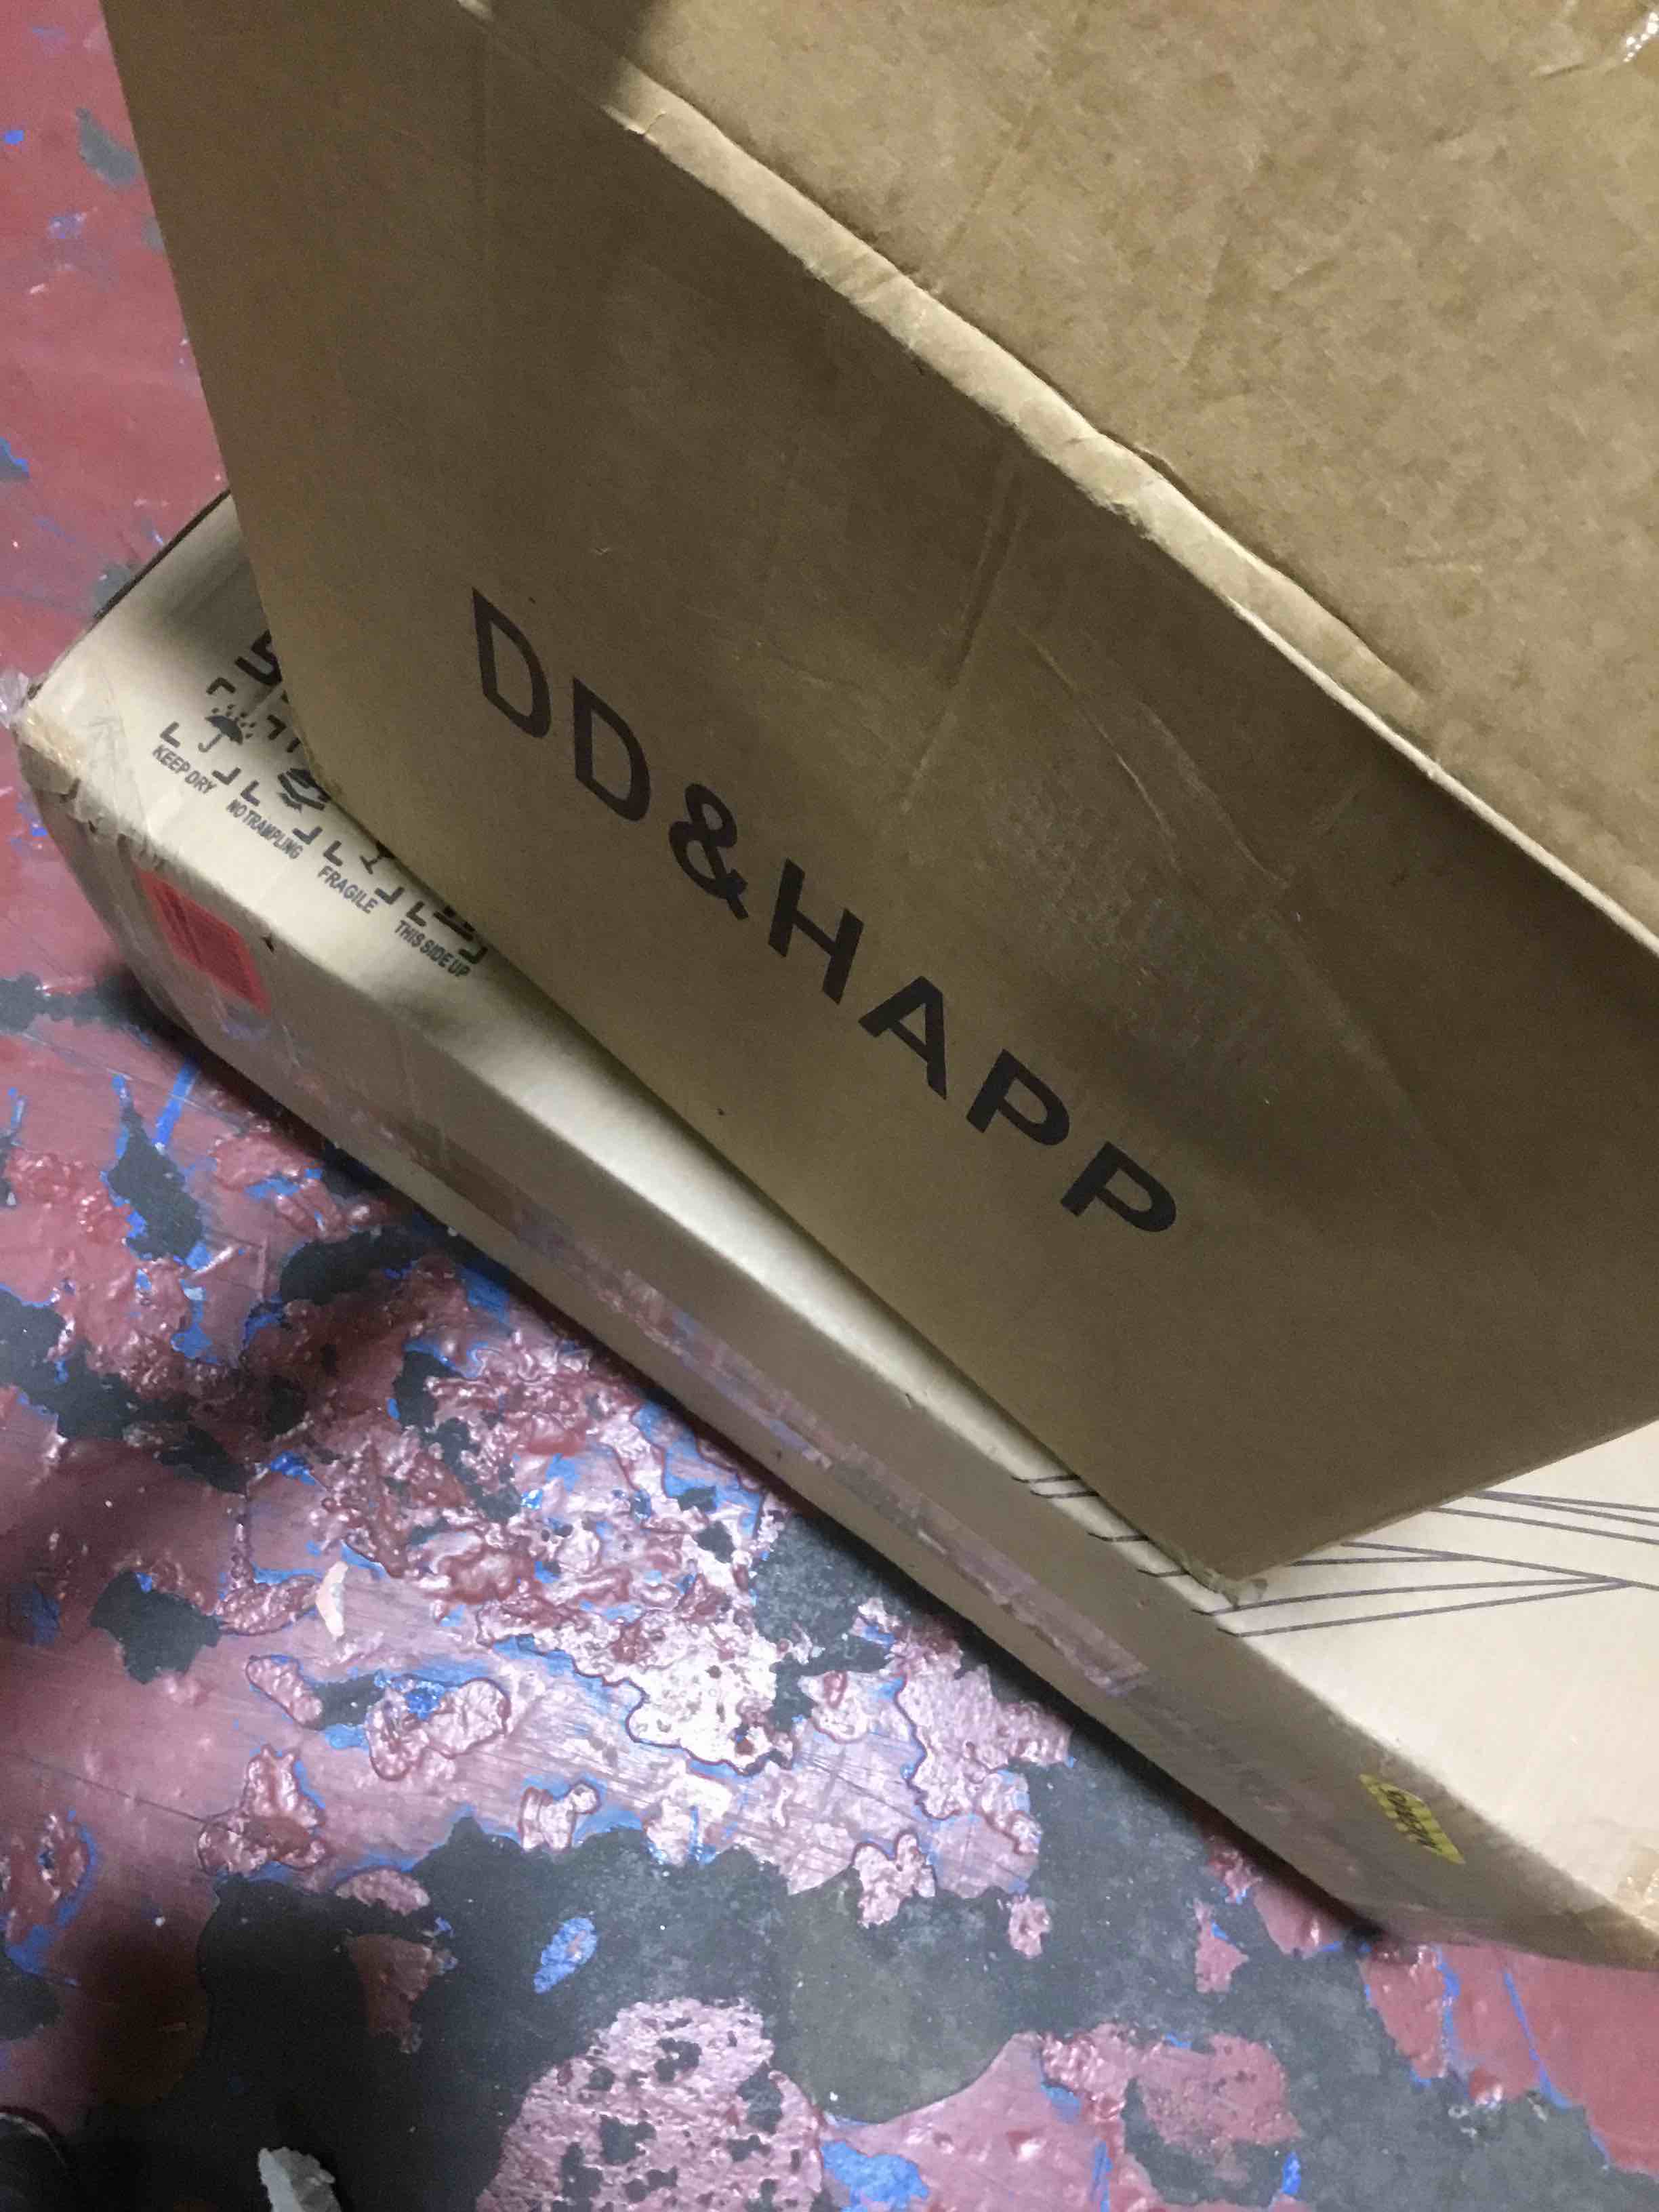 DD&HAPP
KEEP DRY
NO TRAMPLING
FRAGILE
THIS SIDE UP